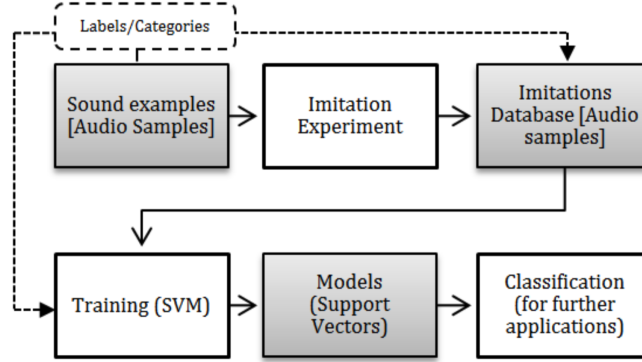 Labels/Categories
Sound examples
[Audio Samples]
Imitation
Experiment
Imitations
Database [Audio
samples]
Training (SVM)
Models
(Support
Vectors)
Classification
(for further
applications)